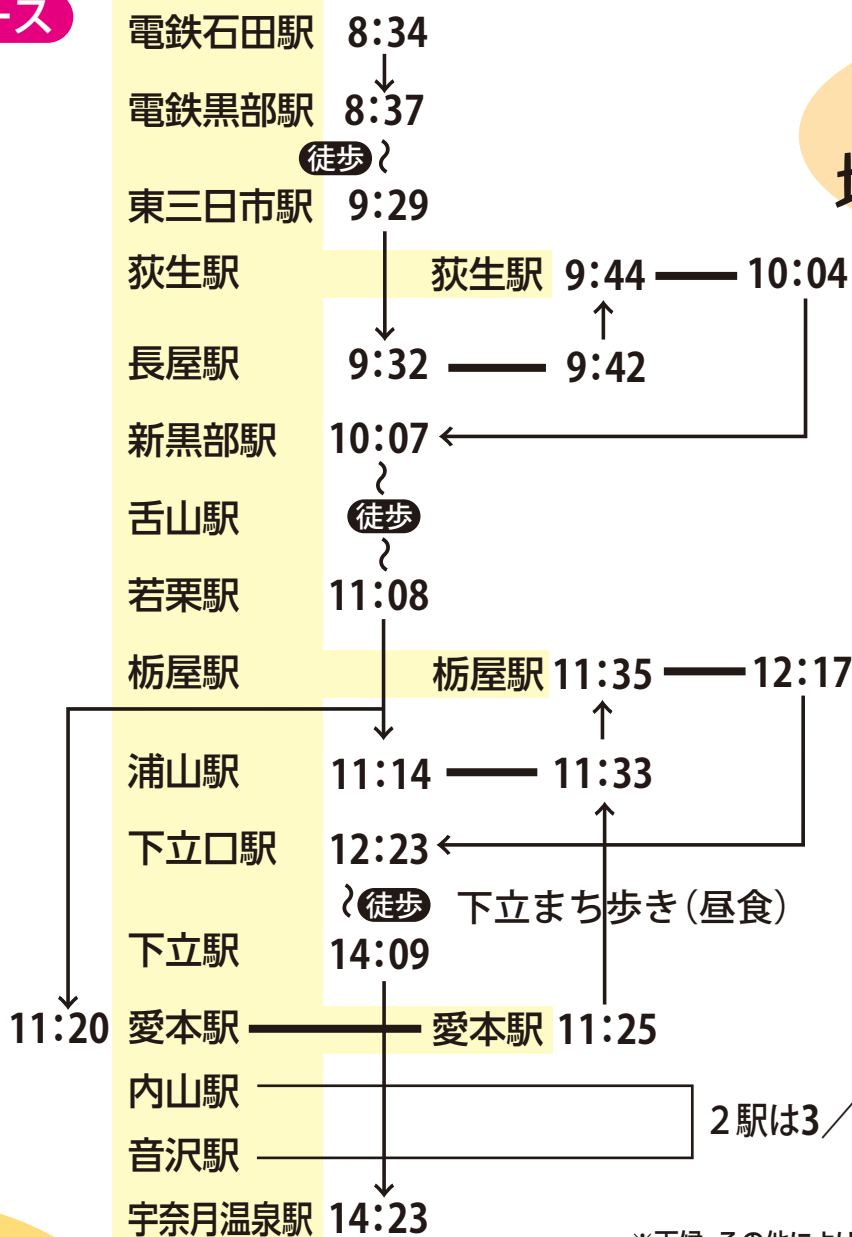 ース
電鉄石田駅 8:34
電鉄黒部駅 8:37
徒歩
東三日市駅 9:29
荻生駅 荻生駅 9:44 10:04
長屋駅 9:32 9:42
新黒部駅 10:07
舌山駅 徒歩
若栗駅 11:08
栃屋駅 栃屋駅 11:35 12:17
浦山駅 11:14 11:33
下立口駅 12:23
徒歩 下立まち歩き(昼食)
下立駅 14:09
11:20 愛本駅 愛本駅 11:25
内山駅
2駅は3/
音沢駅
宇奈月温泉駅 14:23